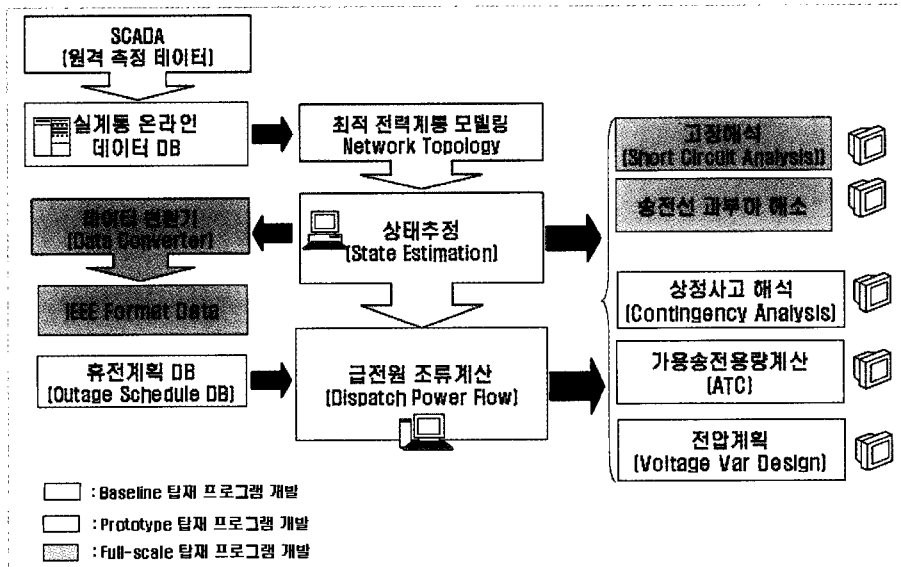 SCADA
(원격 측정 데이터)
실계통 온라인
데이터 DB
최적 전력계통 모델링
Network Topology
고장해석
(Short Circuit Analysis))
송전선 과부하 해소
데이터 변환기
(Data Converter)
상태추정
(State Estimation)
IEEE Format Data
상정사고 해석
(Contingency Analysis)
휴전계획 DB
(Outage Schedule DB)
급전원 조류계산
(Dispatch Power Flow)
가용송전용량계산
(ATC)
전압계획
(Voltage Var Design)
: Baseline 탑재 프로그램 개발
: Prototype 탑재 프로그램 개발
: Full-scale 탑재 프로그램 개발